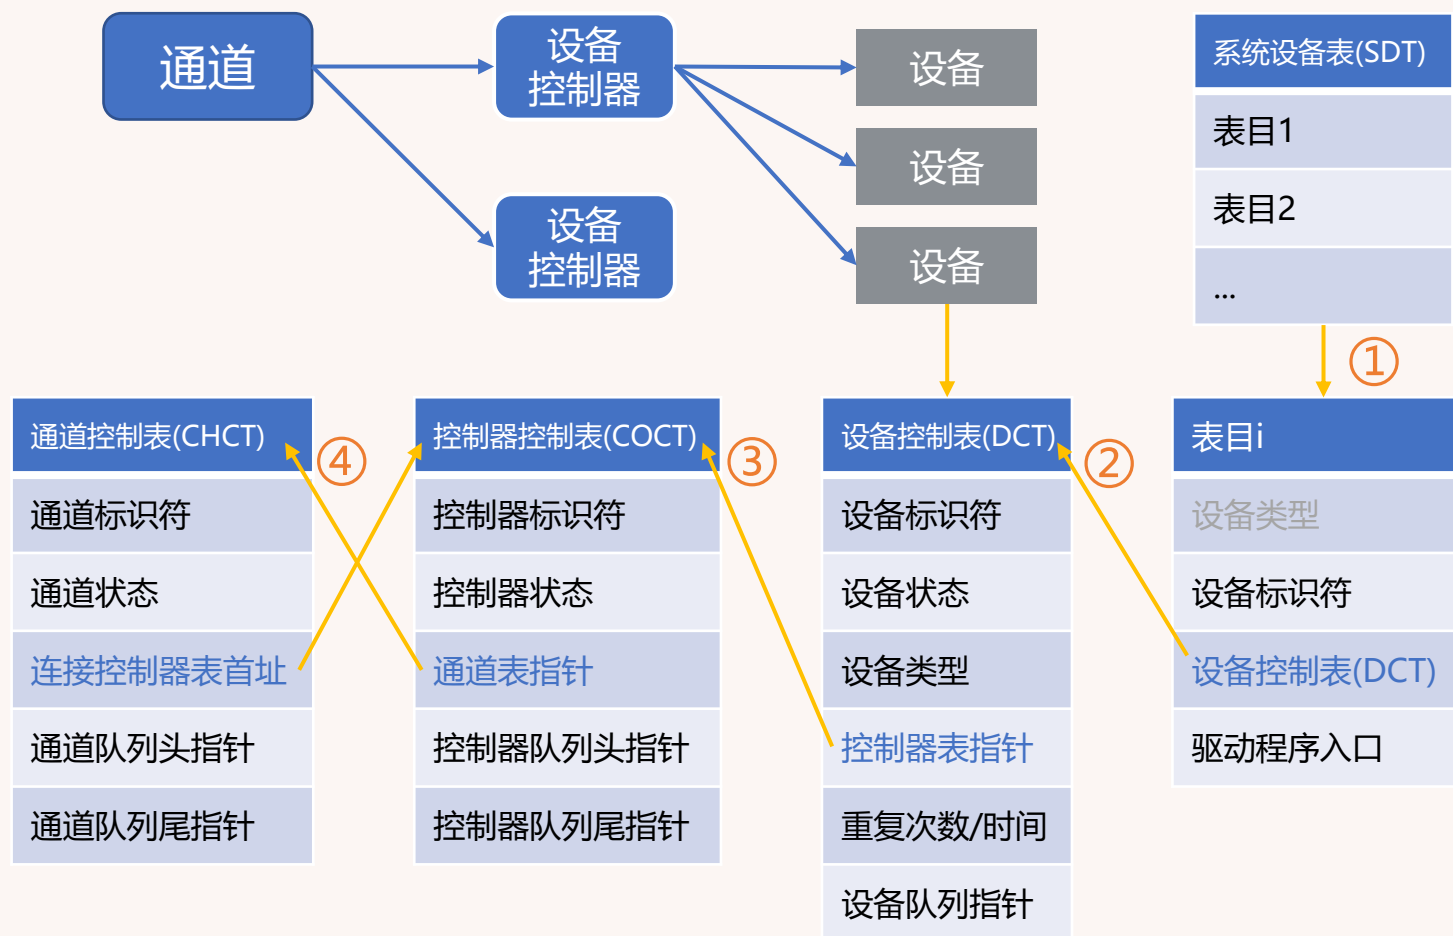 通道
设备
控制器
设备
设备
设备
设备
控制器
系统设备表(SDT)
表目1
表目2
...
①
通道控制表(CHCT)
通道标识符
通道状态
连接控制器表首址
通道队列头指针
通道队列尾指针
④
控制器控制表(COCT)
控制器标识符
控制器状态
通道表指针
控制器队列头指针
控制器队列尾指针
③
设备控制表(DCT)
设备标识符
设备状态
设备类型
控制器表指针
重复次数/时间
设备队列指针
②
表目i
设备类型
设备标识符
设备控制表(DCT)
驱动程序入口